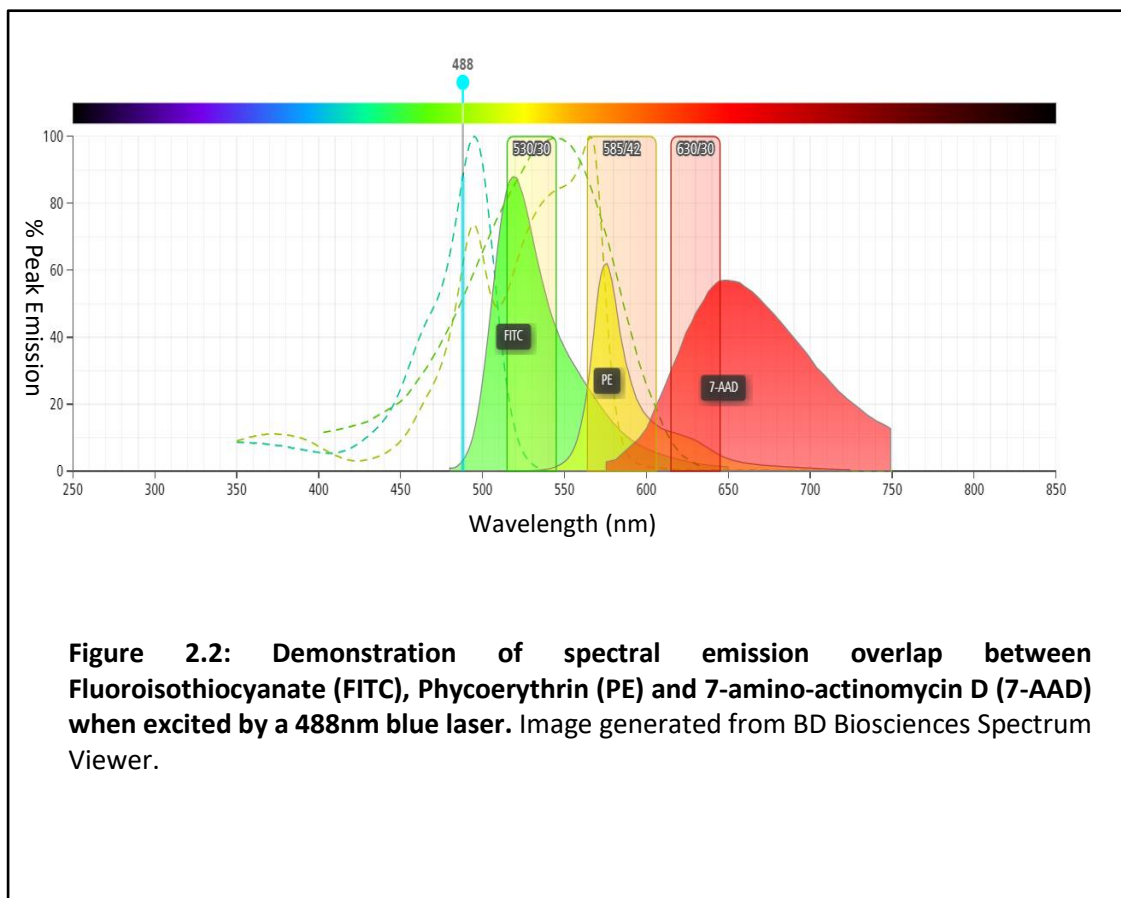 488
530/30 585/42 630/30
100
80
60
40
20
0
% Peak Emission
FITC
PE
7-AAD
250 300 350 400 450 500 550 600 650 700 750 800 850
Wavelength (nm)
Figure 2.2: Demonstration of spectral emission overlap between
Fluoroisothiocyanate (FITC), Phycoerythrin (PE) and 7-amino-actinomycin D (7-AAD)
when excited by a 488nm blue laser. Image generated from BD Biosciences Spectrum
Viewer.